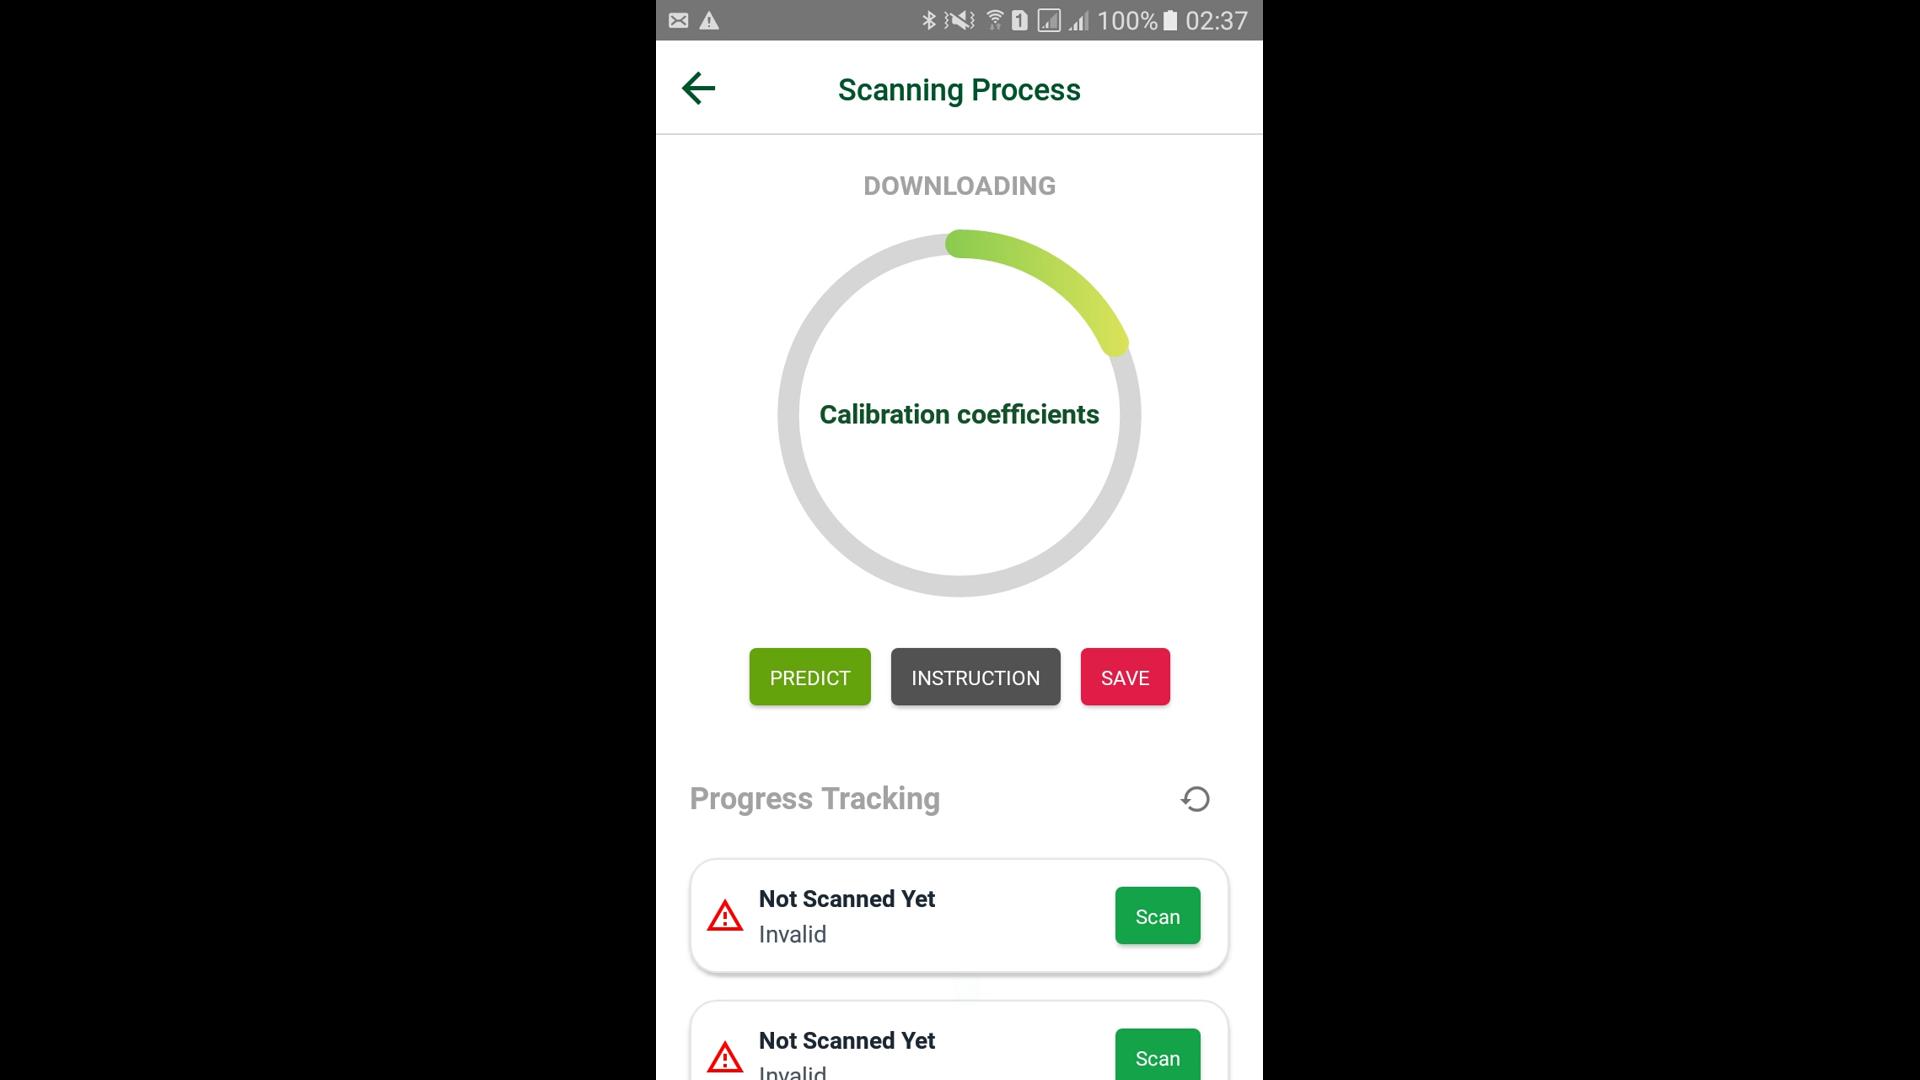 100% 02:37
Scanning Process
DOWNLOADING
Calibration coefficients
PREDICT INSTRUCTION SAVE
Progress Tracking
Not Scanned Yet
Invalid
Scan
Not Scanned Yet
Invalid
Scan